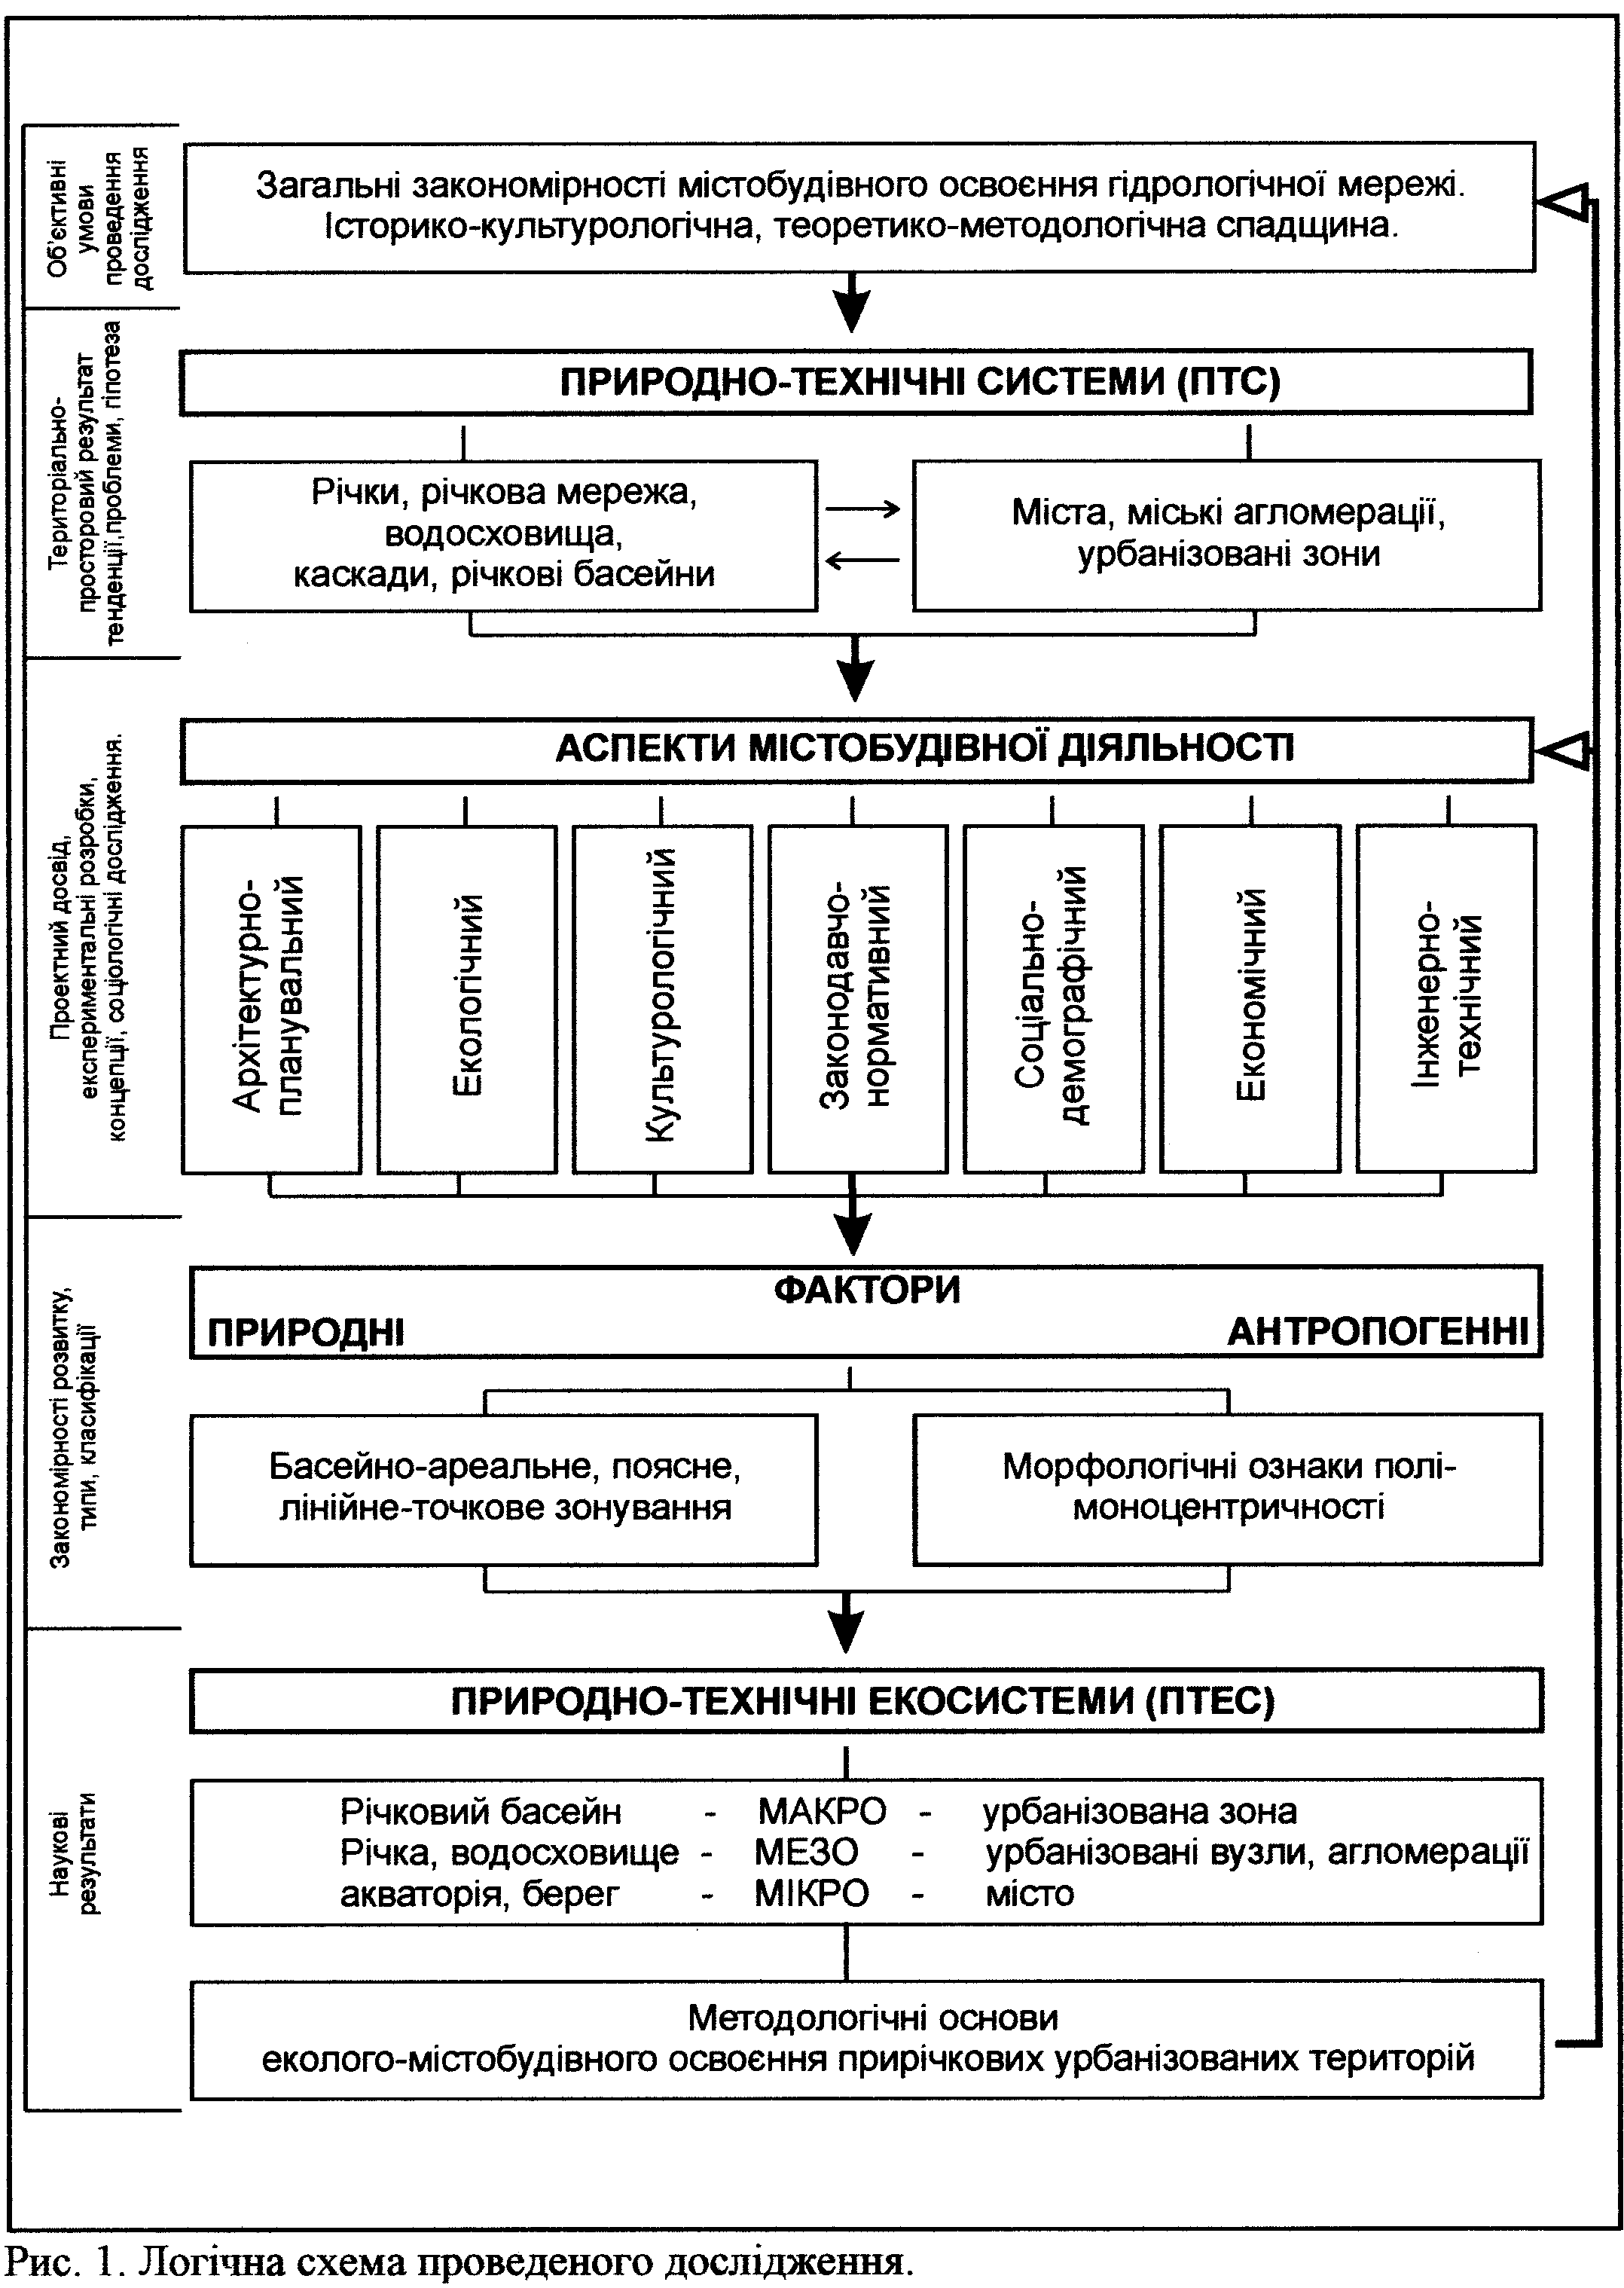 Об'єктивні
умови
проведення
дослідження
Загальні закономірності містобудівного освоєння гідрологічної мережі.
Історико-культурологічна, теоретико-методологічна спадщина.
Територіально-
просторовий результат
тенденції,проблеми, гіпотеза
ПРИРОДНО-ТЕХНІЧНІ СИСТЕМИ (ПТС)
Річки, річкова мережа,
водосховища,
каскади, річкові басейни
Міста, міські агломерації,
урбанізовані зони
Проектний досвід,
експериментальні розробки,
концепції, соціологічні дослідження.
АСПЕКТИ МІСТОБУДІВНОЇ ДІЯЛЬНОСТІ
Архітектурно-
планувальний
Екологічний
Культурологічний
Законодавчо-
нормативний
Соціально-
демографічний
Економічний
Інженерно-
технічний
Закономірності розвитку,
типи, класифікації
ФАКТОРИ
ПРИРОДНІ АНТРОПОГЕННІ
Басейно-ареальне, поясне,
лінійне-точкове зонування
Морфологічні ознаки полі-
моноцентричності
Наукові
результати
ПРИРОДНО-ТЕХНІЧНІ ЕКОСИСТЕМИ (ПТЕС)
Річковий басейн - МАКРО - урбанізована зона
Річка, водосховище - МЕЗО - урбанізовані вузли, агломерації
акваторія, берег - МІКРО - місто
Методологічні основи
еколого-містобудівного освоєння прирічкових урбанізованих територій
Рис. 1. Логічна схема проведеного дослідження.